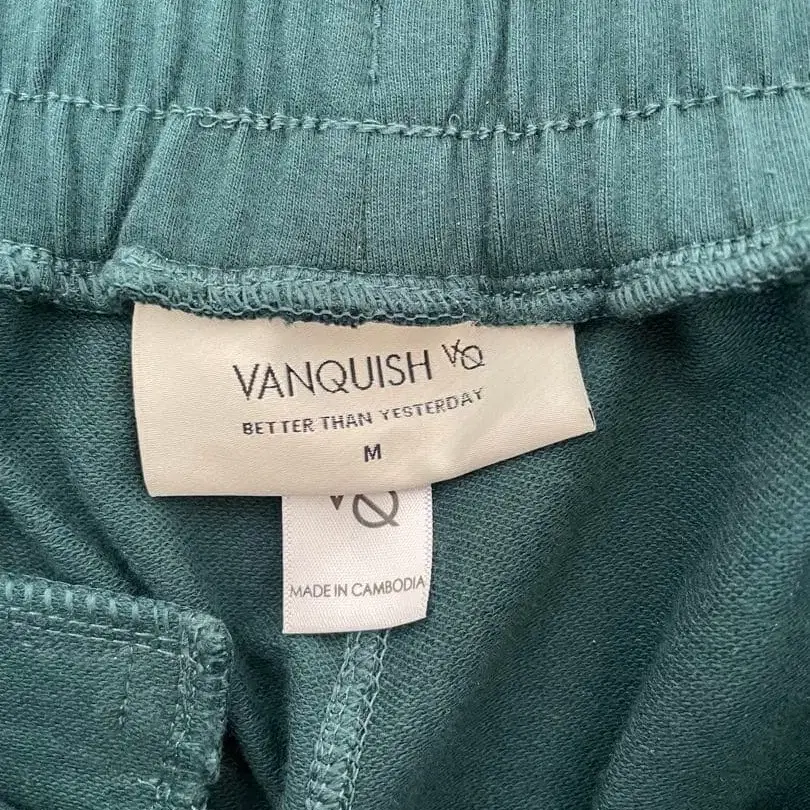 VANQUISH VQ
BETTER THAN YESTERDAY
M
VQ
MADE IN CAMBODIA